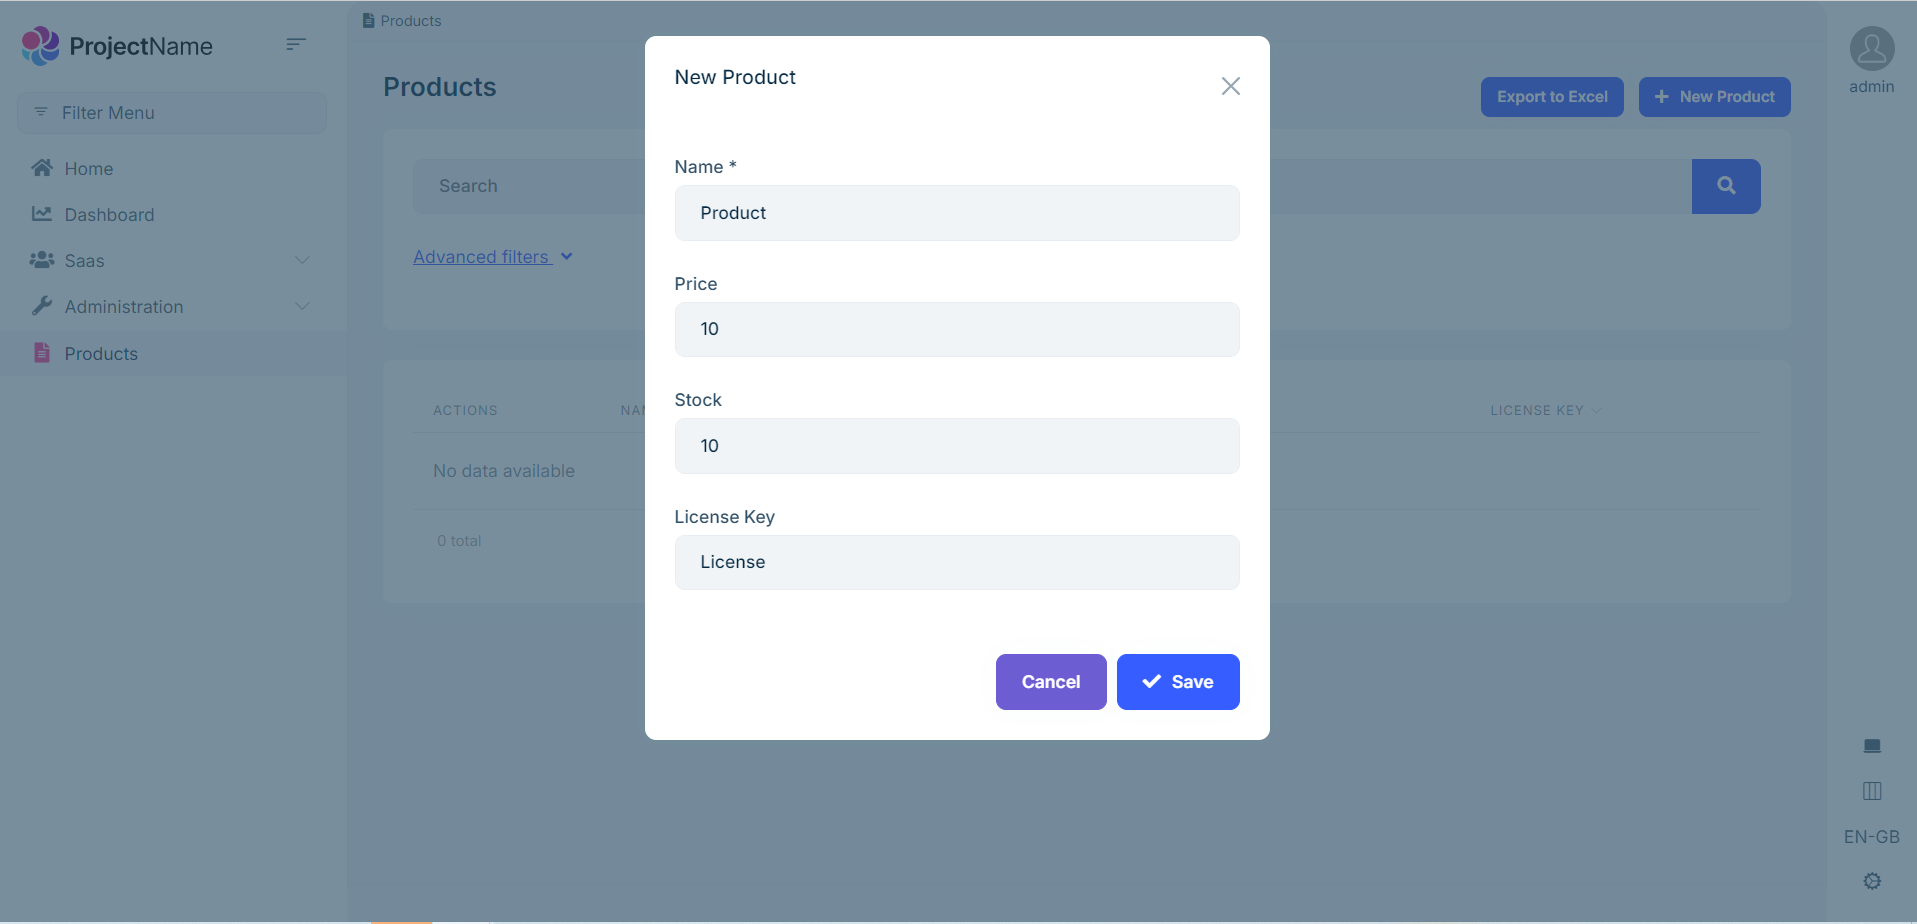 ProjectName
Filter Menu
Home
Dashboard
Saas
Administration
Products
Products
Products
Export to Excel
New Product
Search
Advanced filters
ACTIONS
LICENSE KEY
No data available
0 total
New Product
Name *
Product
Price
10
Stock
10
License Key
License
Cancel
Save
admin
EN-GB